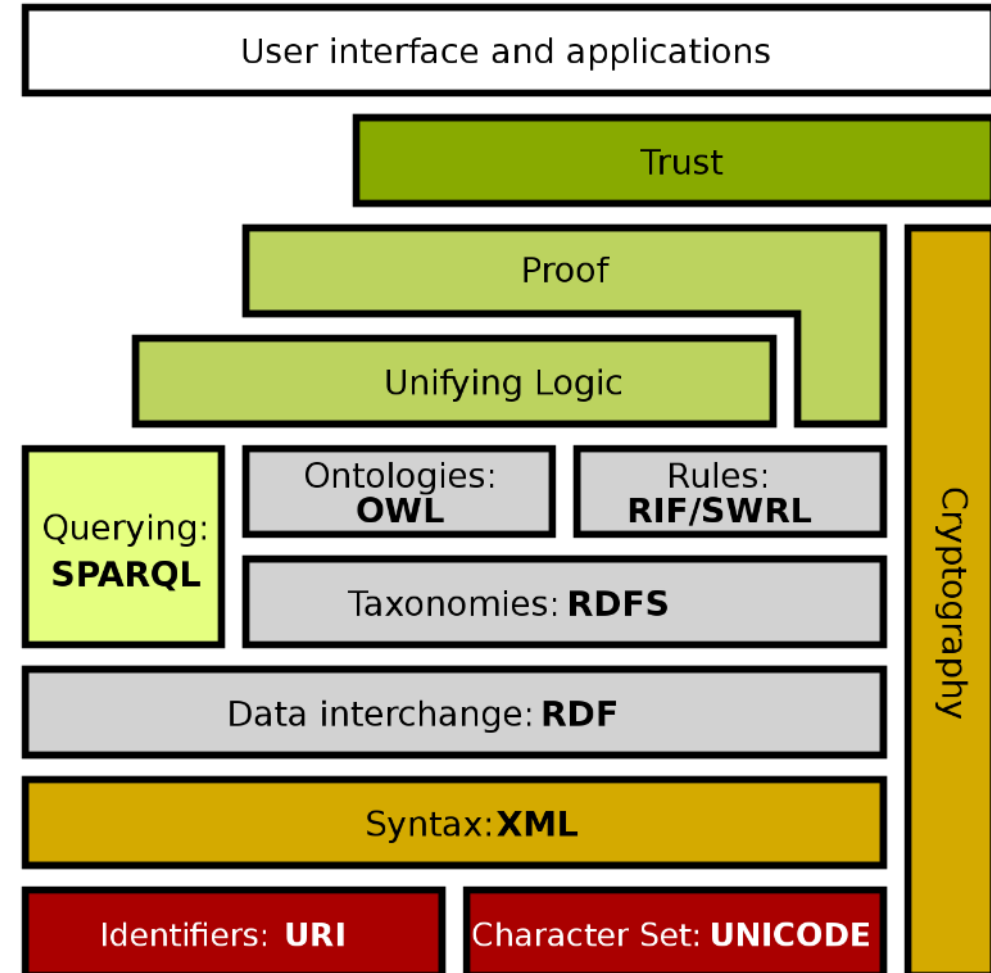 User interface and applications
Trust
Proof
Unifying Logic
Querying:
SPARQL
Ontologies:
OWL
Rules:
RIF/SWRL
Taxonomies: RDFS
Data interchange: RDF
Syntax:XML
Identifiers: URI
Character Set: UNICODE
Cryptography